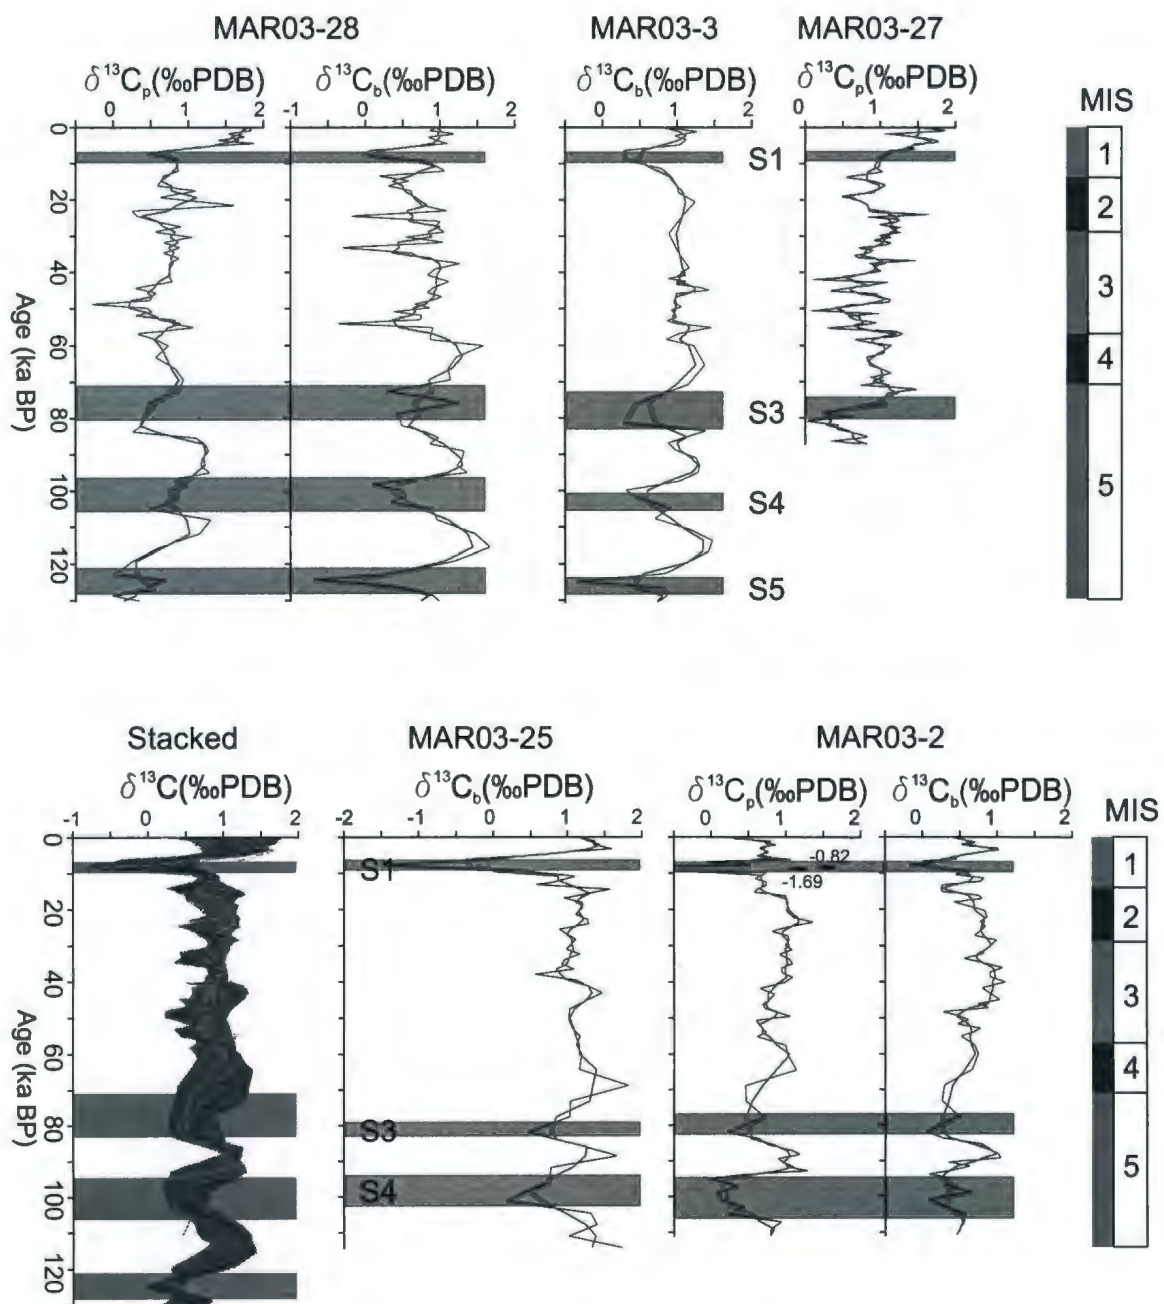 MAR03-28 MAR03-3 MAR03-27
δ¹³Cₚ(‰PDB) δ¹³C_b(‰PDB) δ¹³C_b(‰PDB) δ¹³Cₚ(‰PDB) MIS
0 1 2 -1 0 1 2 0 1 2 0 1 2
0
20
40
60
80
100
120
Age (ka BP)
S1
S3
S4
S5
1
2
3
4
5
Stacked MAR03-25 MAR03-2
δ¹³C(‰PDB) δ¹³C_b(‰PDB) δ¹³Cₚ(‰PDB) δ¹³C_b(‰PDB) MIS
-1 0 1 2 -2 -1 0 1 2 0 1 2 0 1 2
0
20
40
60
80
100
120
Age (ka BP)
S1
S3
S4
-0.82
-1.69
1
2
3
4
5